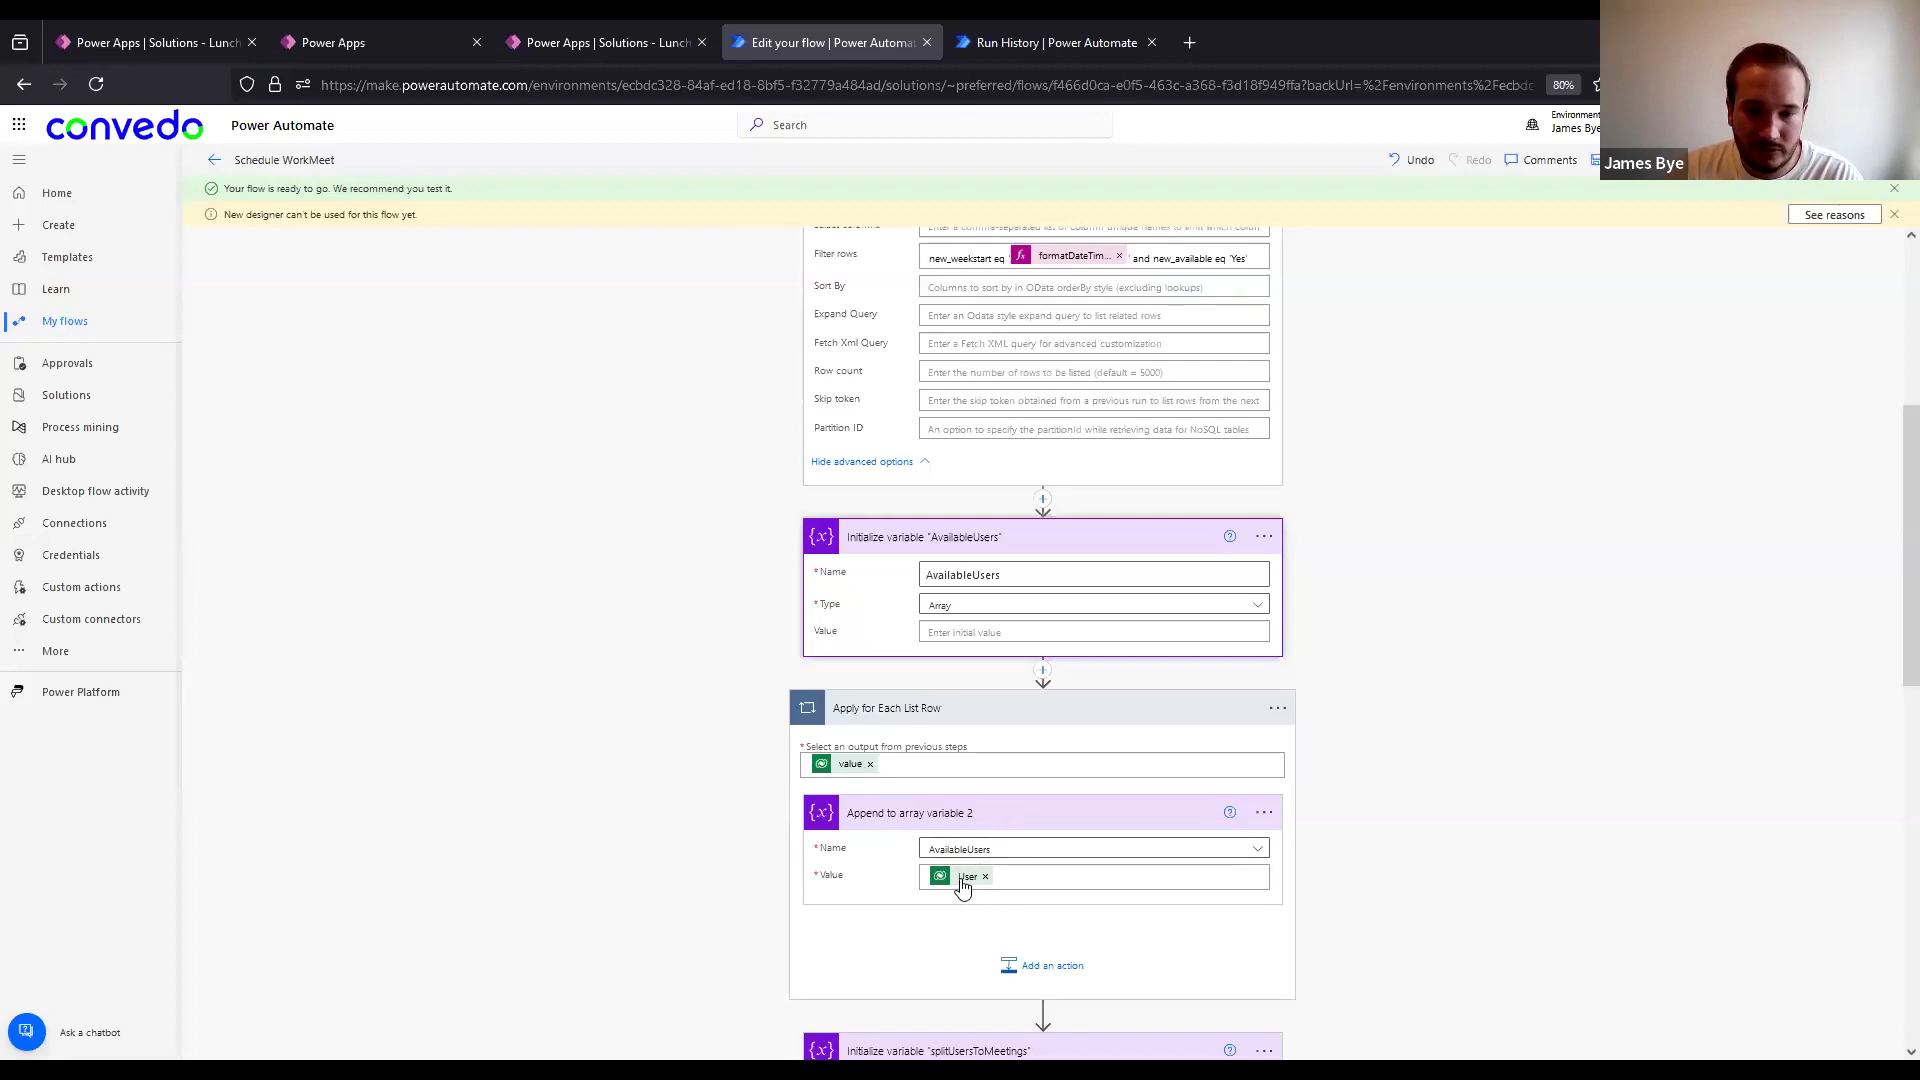 Power Apps | Solutions - Lunch
Power Apps
Power Apps | Solutions - Lunch
Edit your flow | Power Automat
Run History | Power Automate
https://make.powerautomate.com/environments/ecbdc328-84af-ed18-8bf5-f32779a484ad/solutions/~preferred/flows/f466d0ca-e0f5-463c-a368-f3d18f949ffa?backUrl=%2Fenvironments%2Fecbdc
80%
convedo
Power Automate
Search
Environment
James Bye
James Bye
Schedule WorkMeet
Undo
Redo
Comments
Your flow is ready to go. We recommend you test it.
New designer can't be used for this flow yet.
See reasons
Home
Create
Templates
Learn
My flows
Approvals
Solutions
Process mining
AI hub
Desktop flow activity
Connections
Credentials
Custom actions
Custom connectors
More
Power Platform
Ask a chatbot
Filter rows
new_weekstart eq ' formatDateTim... ' and new_available eq 'Yes'
Sort By
Columns to sort by in OData orderBy style (excluding lookups)
Expand Query
Enter an Odata style expand query to list related rows
Fetch Xml Query
Enter a Fetch XML query for advanced customization
Row count
Enter the number of rows to be listed (default = 5000)
Skip token
Enter the skip token obtained from a previous run to list rows from the next
Partition ID
An option to specify the partitionId while retrieving data for NoSQL tables
Hide advanced options
{x} Initialize variable "AvailableUsers"
* Name
AvailableUsers
* Type
Array
Value
Enter initial value
Apply for Each List Row
* Select an output from previous steps
value
{x} Append to array variable 2
* Name
AvailableUsers
* Value
User
Add an action
{x} Initialize variable "splitUsersToMeetings"